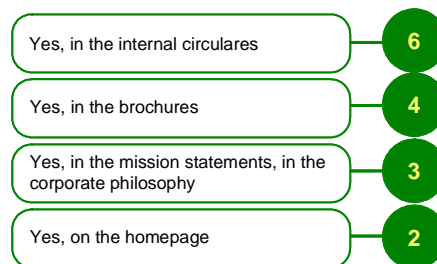 Yes, in the internal circulares
6
Yes, in the brochures
4
Yes, in the mission statements, in the
corporate philosophy
3
Yes, on the homepage
2